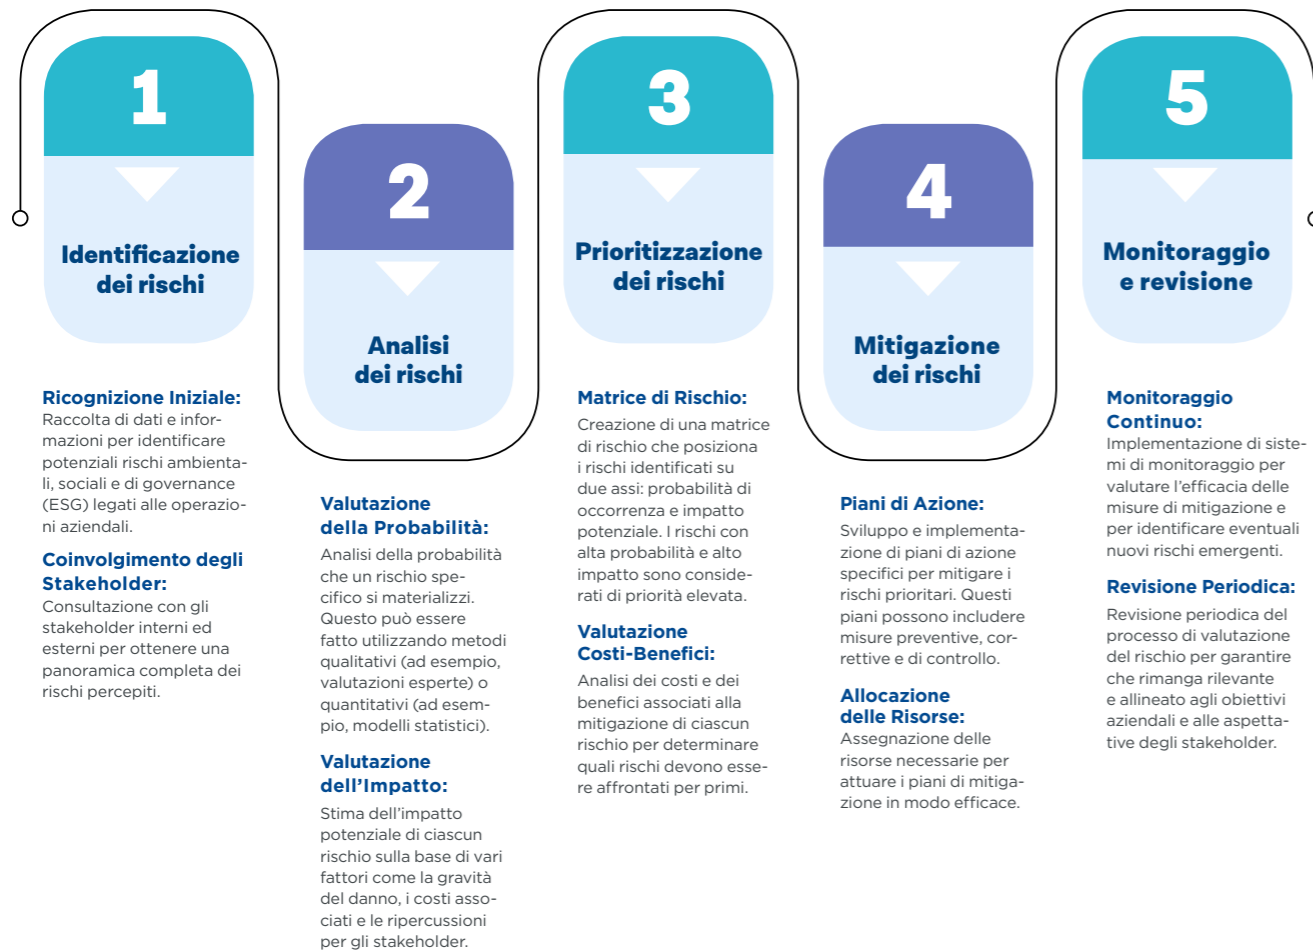 1
Identificazione
dei rischi
Ricognizione Iniziale:
Raccolta di dati e infor-
mazioni per identificare
potenziali rischi ambienta-
li, sociali e di governance
(ESG) legati alle operazio-
ni aziendali.
Coinvolgimento degli
Stakeholder:
Consultazione con gli
stakeholder interni ed
esterni per ottenere una
panoramica completa dei
rischi percepiti.
2
Analisi
dei rischi
Valutazione
della Probabilità:
Analisi della probabilità
che un rischio spe-
cifico si materializzi.
Questo può essere
fatto utilizzando metodi
qualitativi (ad esempio,
valutazioni esperte) o
quantitativi (ad esem-
pio, modelli statistici).
Valutazione
dell’Impatto:
Stima dell’impatto
potenziale di ciascun
rischio sulla base di vari
fattori come la gravità
del danno, i costi asso-
ciati e le ripercussioni
per gli stakeholder.
3
Prioritizzazione
dei rischi
Matrice di Rischio:
Creazione di una matrice
di rischio che posiziona
i rischi identificati su
due assi: probabilità di
occorrenza e impatto
potenziale. I rischi con
alta probabilità e alto
impatto sono conside-
rati di priorità elevata.
Valutazione
Costi-Benefici:
Analisi dei costi e dei
benefici associati alla
mitigazione di ciascun
rischio per determinare
quali rischi devono esse-
re affrontati per primi.
4
Mitigazione
dei rischi
Piani di Azione:
Sviluppo e implementa-
zione di piani di azione
specifici per mitigare i
rischi prioritari. Questi
piani possono includere
misure preventive, cor-
rettive e di controllo.
Allocazione
delle Risorse:
Assegnazione delle
risorse necessarie per
attuare i piani di mitiga-
zione in modo efficace.
5
Monitoraggio
e revisione
Monitoraggio
Continuo:
Implementazione di siste-
mi di monitoraggio per
valutare l’efficacia delle
misure di mitigazione e
per identificare eventuali
nuovi rischi emergenti.
Revisione Periodica:
Revisione periodica del
processo di valutazione
del rischio per garantire
che rimanga rilevante
e allineato agli obiettivi
aziendali e alle aspetta-
tive degli stakeholder.